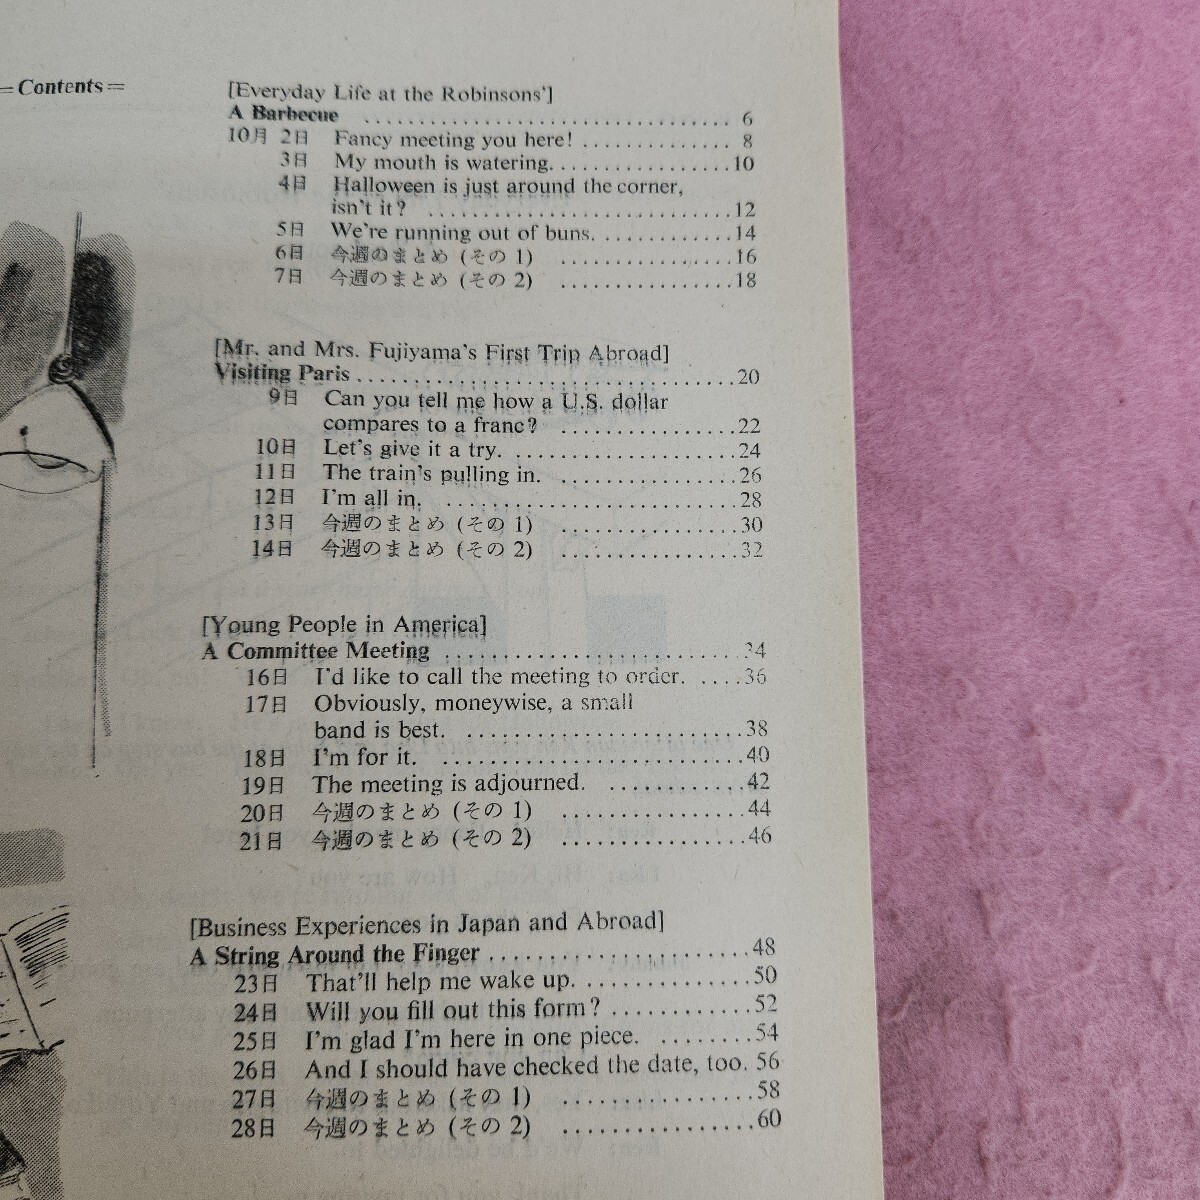 =Contents=
[Everyday Life at the Robinsons']
A Barbecue ................................ 6
10月 2日 Fancy meeting you here! .............. 8
3日 My mouth is watering. ................ 10
4日 Halloween is just around the corner,
isn't it? ........................... 12
5日 We're running out of buns. ............. 14
6日 今週のまとめ (その 1) ................ 16
7日 今週のまとめ (その 2) ................ 18
[Mr. and Mrs. Fujiyama's First Trip Abroad]
Visiting Paris ................................. 20
9日 Can you tell me how a U.S. dollar
compares to a franc? ................ 22
10日 Let's give it a try. .................... 24
11日 The train's pulling in. ................ 26
12日 I'm all in. .......................... 28
13日 今週のまとめ (その 1) ................ 30
14日 今週のまとめ (その 2) ................ 32
[Young People in America]
A Committee Meeting .......................... 34
16日 I'd like to call the meeting to order. .... 36
17日 Obviously, moneywise, a small
band is best. ........................ 38
18日 I'm for it. ........................... 40
19日 The meeting is adjourned. ............ 42
20日 今週のまとめ (その 1) ................ 44
21日 今週のまとめ (その 2) ................ 46
[Business Experiences in Japan and Abroad]
A String Around the Finger ....................... 48
23日 That'll help me wake up. ............... 50
24日 Will you fill out this form? ............ 52
25日 I'm glad I'm here in one piece. ........ 54
26日 And I should have checked the date, too. 56
27日 今週のまとめ (その 1) ................ 58
28日 今週のまとめ (その 2) ................ 60